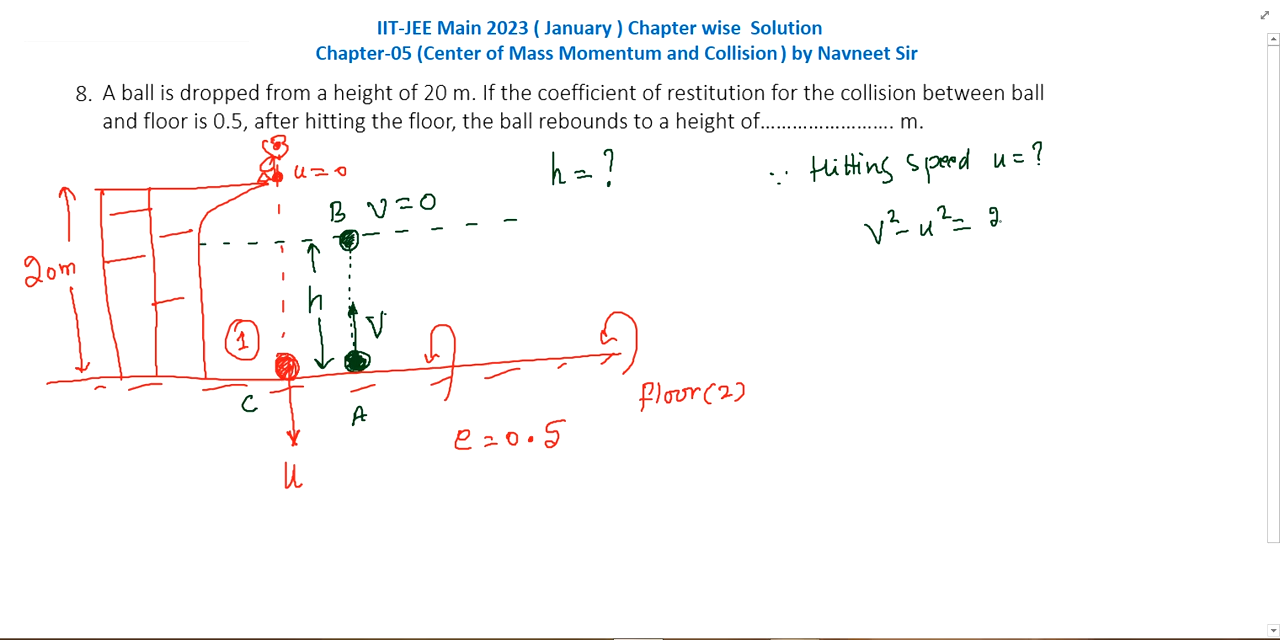 IIT-JEE Main 2023 ( January ) Chapter wise Solution
Chapter-05 (Center of Mass Momentum and Collision) by Navneet Sir
8. A ball is dropped from a height of 20 m. If the coefficient of restitution for the collision between ball
and floor is 0.5, after hitting the floor, the ball rebounds to a height of........................ m.
u=0
h=?
∵ Hitting speed u=?
B v=0
v²-u²= 2
20m
h
1
v
floor(2)
C
A
e=0.5
u